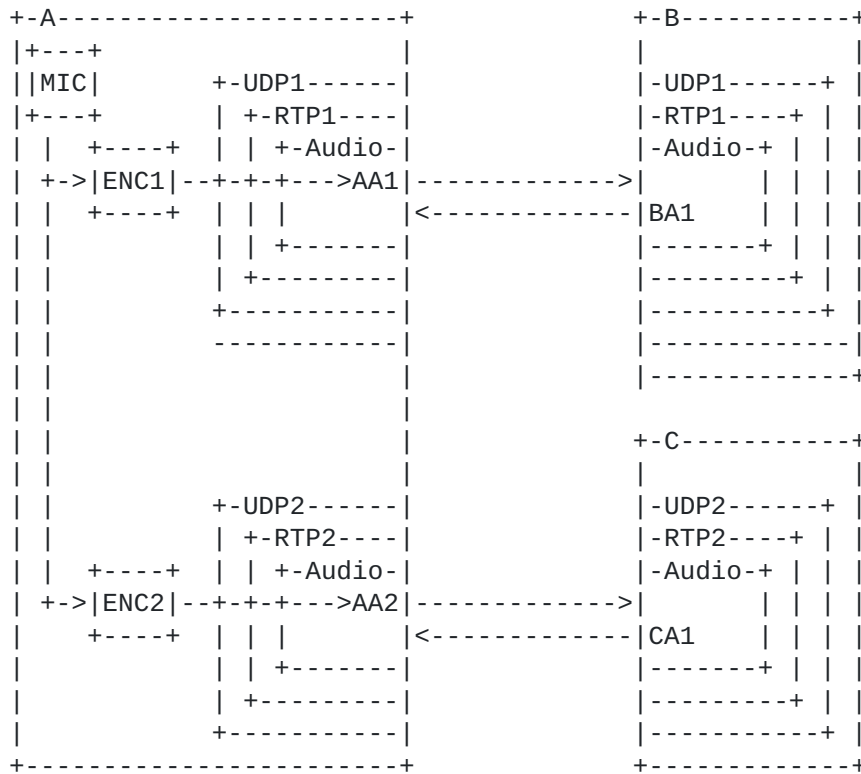 +-A----------------------+              +-B-----------+
|+---+                   |              |             |
||MIC|       +-UDP1------|              |-UDP1------+ |
|+---+       | +-RTP1----|              |-RTP1----+ | |
| |  +----+  | | +-Audio-|              |-Audio-+ | | |
| +->|ENC1|--+-+-+--->AA1|------------->|       | | | |
| |  +----+  | | |       |<-------------|BA1    | | | |
| |          | | +-------|              |-------+ | | |
| |          | +---------|              |---------+ | |
| |          +-----------|              |-----------+ |
| |          ------------|              |-------------|
| |                      |              |-------------+
| |                      |
| |                      |              +-C-----------+
| |                      |              |             |
| |          +-UDP2------|              |-UDP2------+ |
| |          | +-RTP2----|              |-RTP2----+ | |
| |  +----+  | | +-Audio-|              |-Audio-+ | | |
| +->|ENC2|--+-+-+--->AA2|------------->|       | | | |
|    +----+  | | |       |<-------------|CA1    | | | |
|            | | +-------|              |-------+ | | |
|            | +---------|              |---------+ | |
|            +-----------|              |-----------+ |
+------------------------+              +-------------+